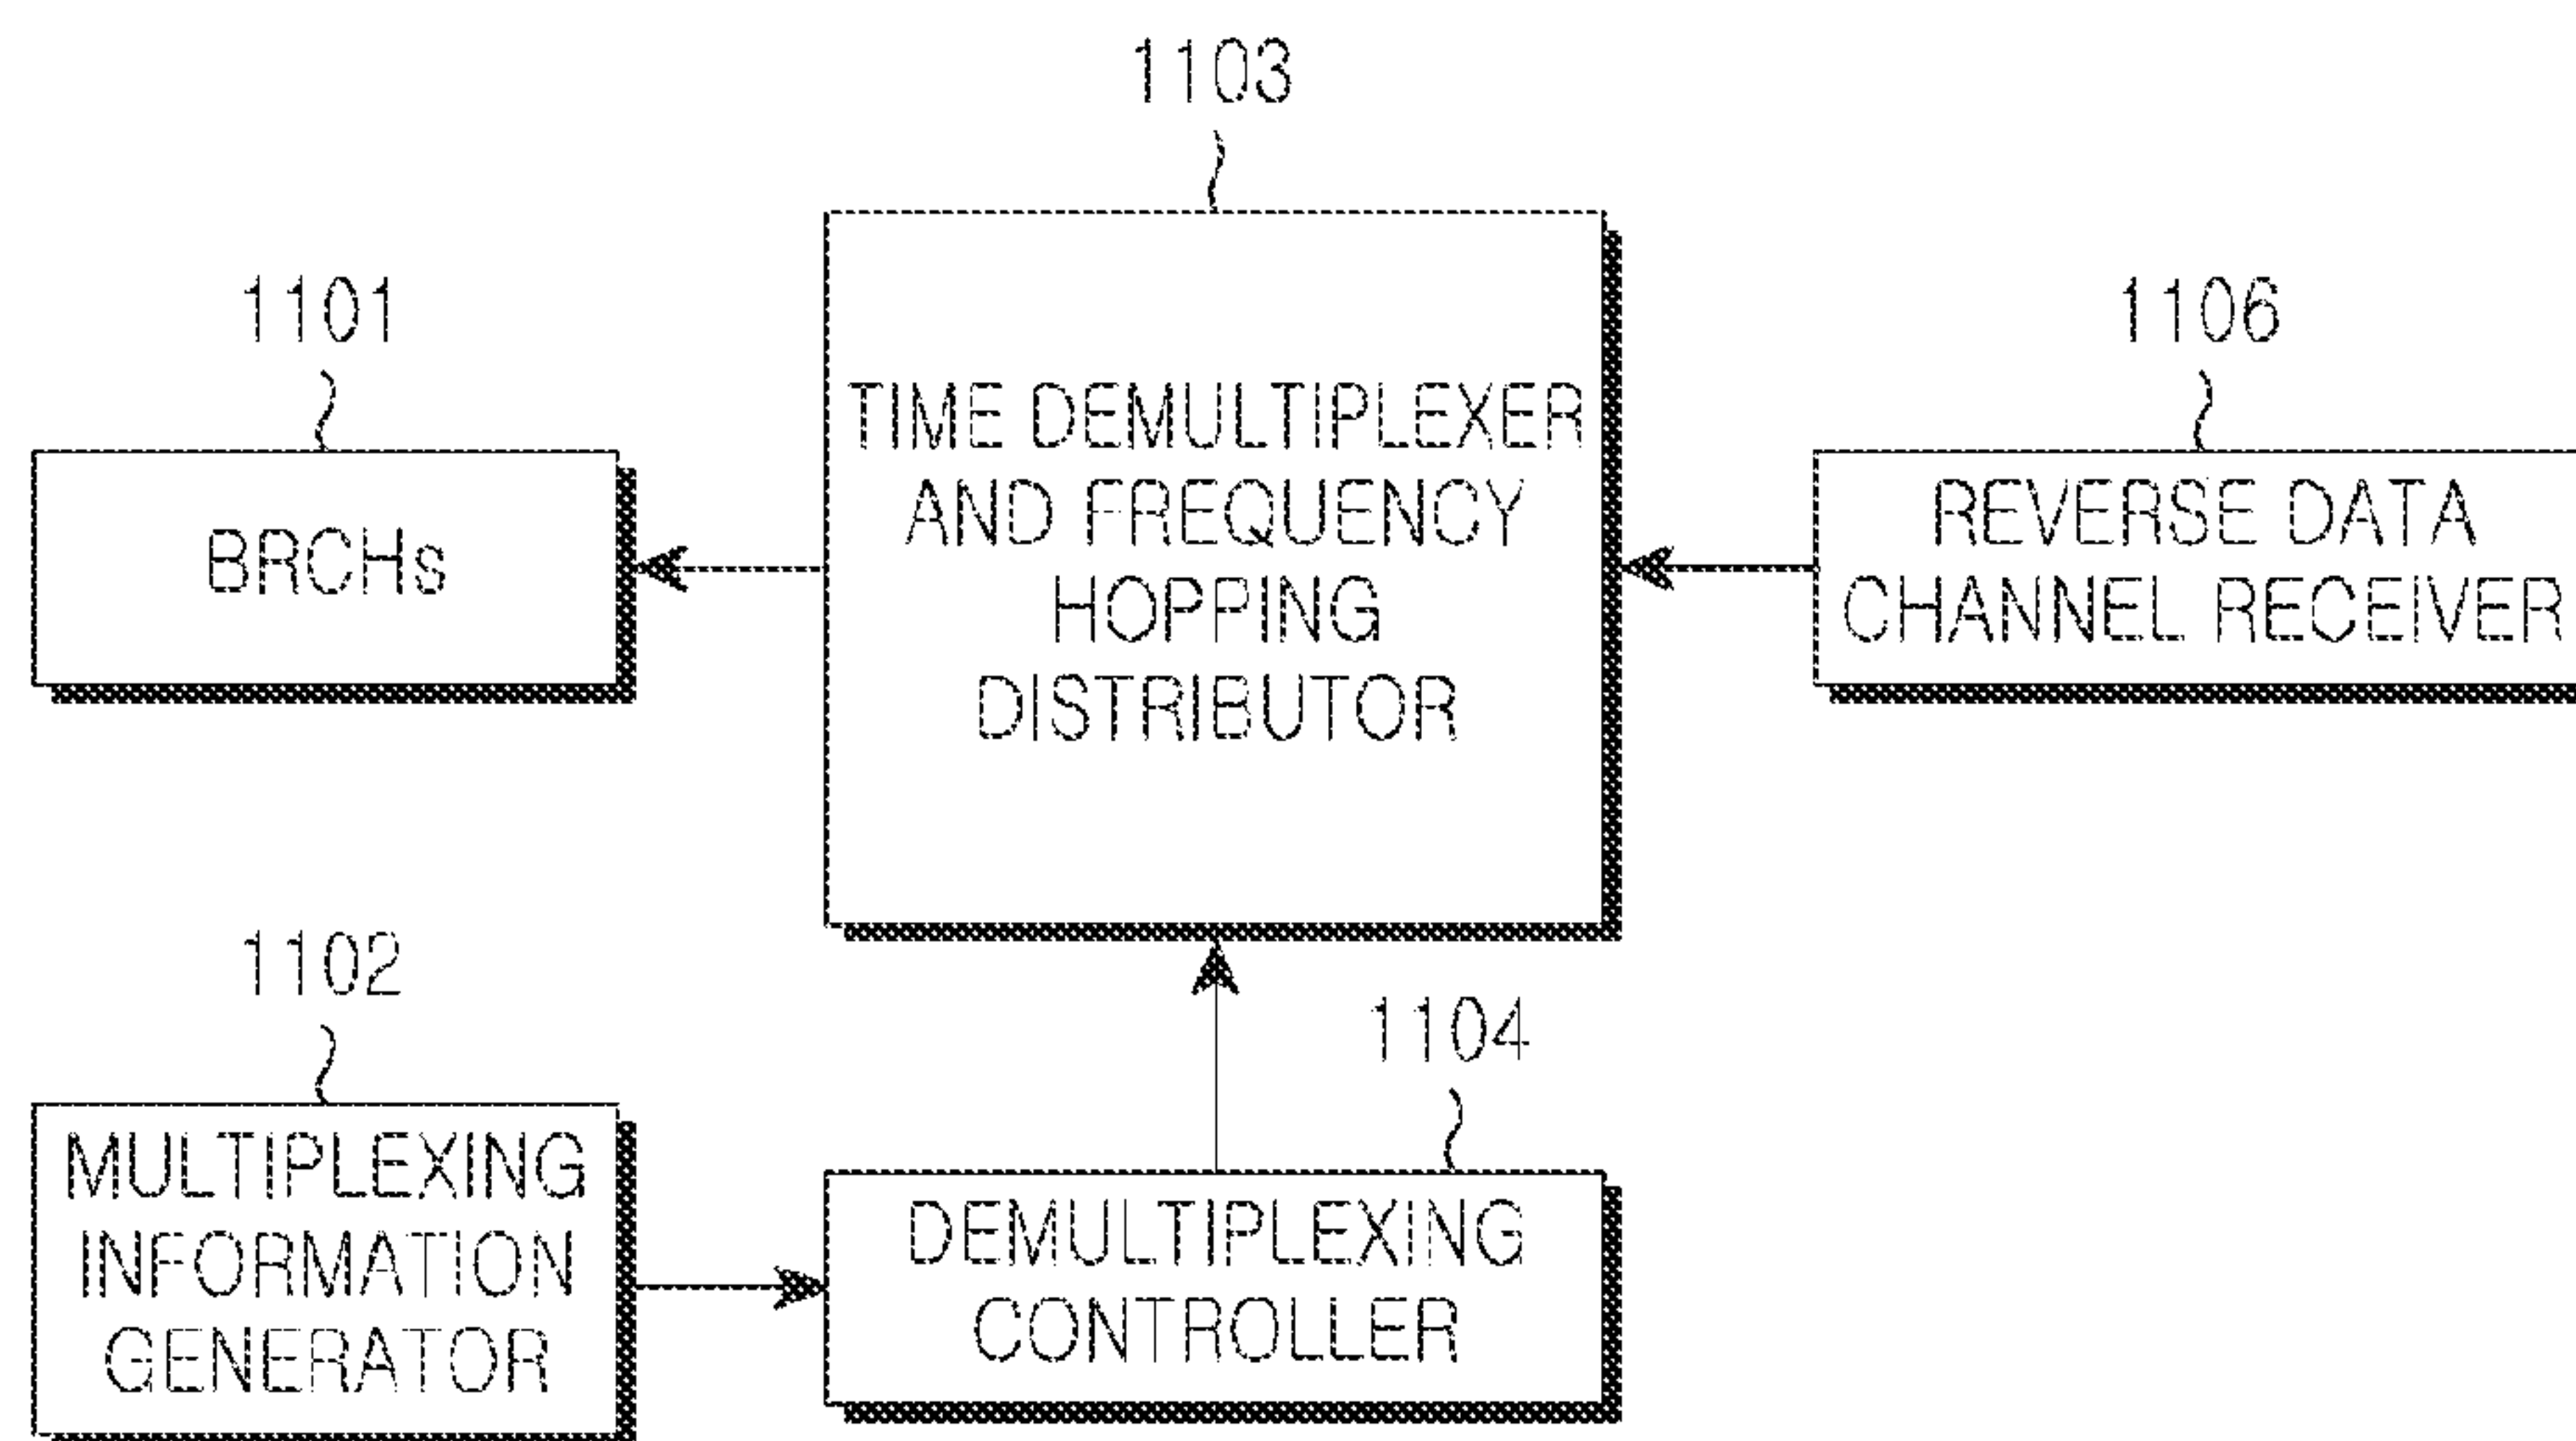 1103
1101
1106
TIME DEMULTIPLEXER
AND FREQUENCY
HOPPING
DISTRIBUTOR
BRCHs
REVERSE DATA
CHANNEL RECEIVER
1102
1104
MULTIPLEXING
INFORMATION
GENERATOR
DEMULTIPLEXING
CONTROLLER